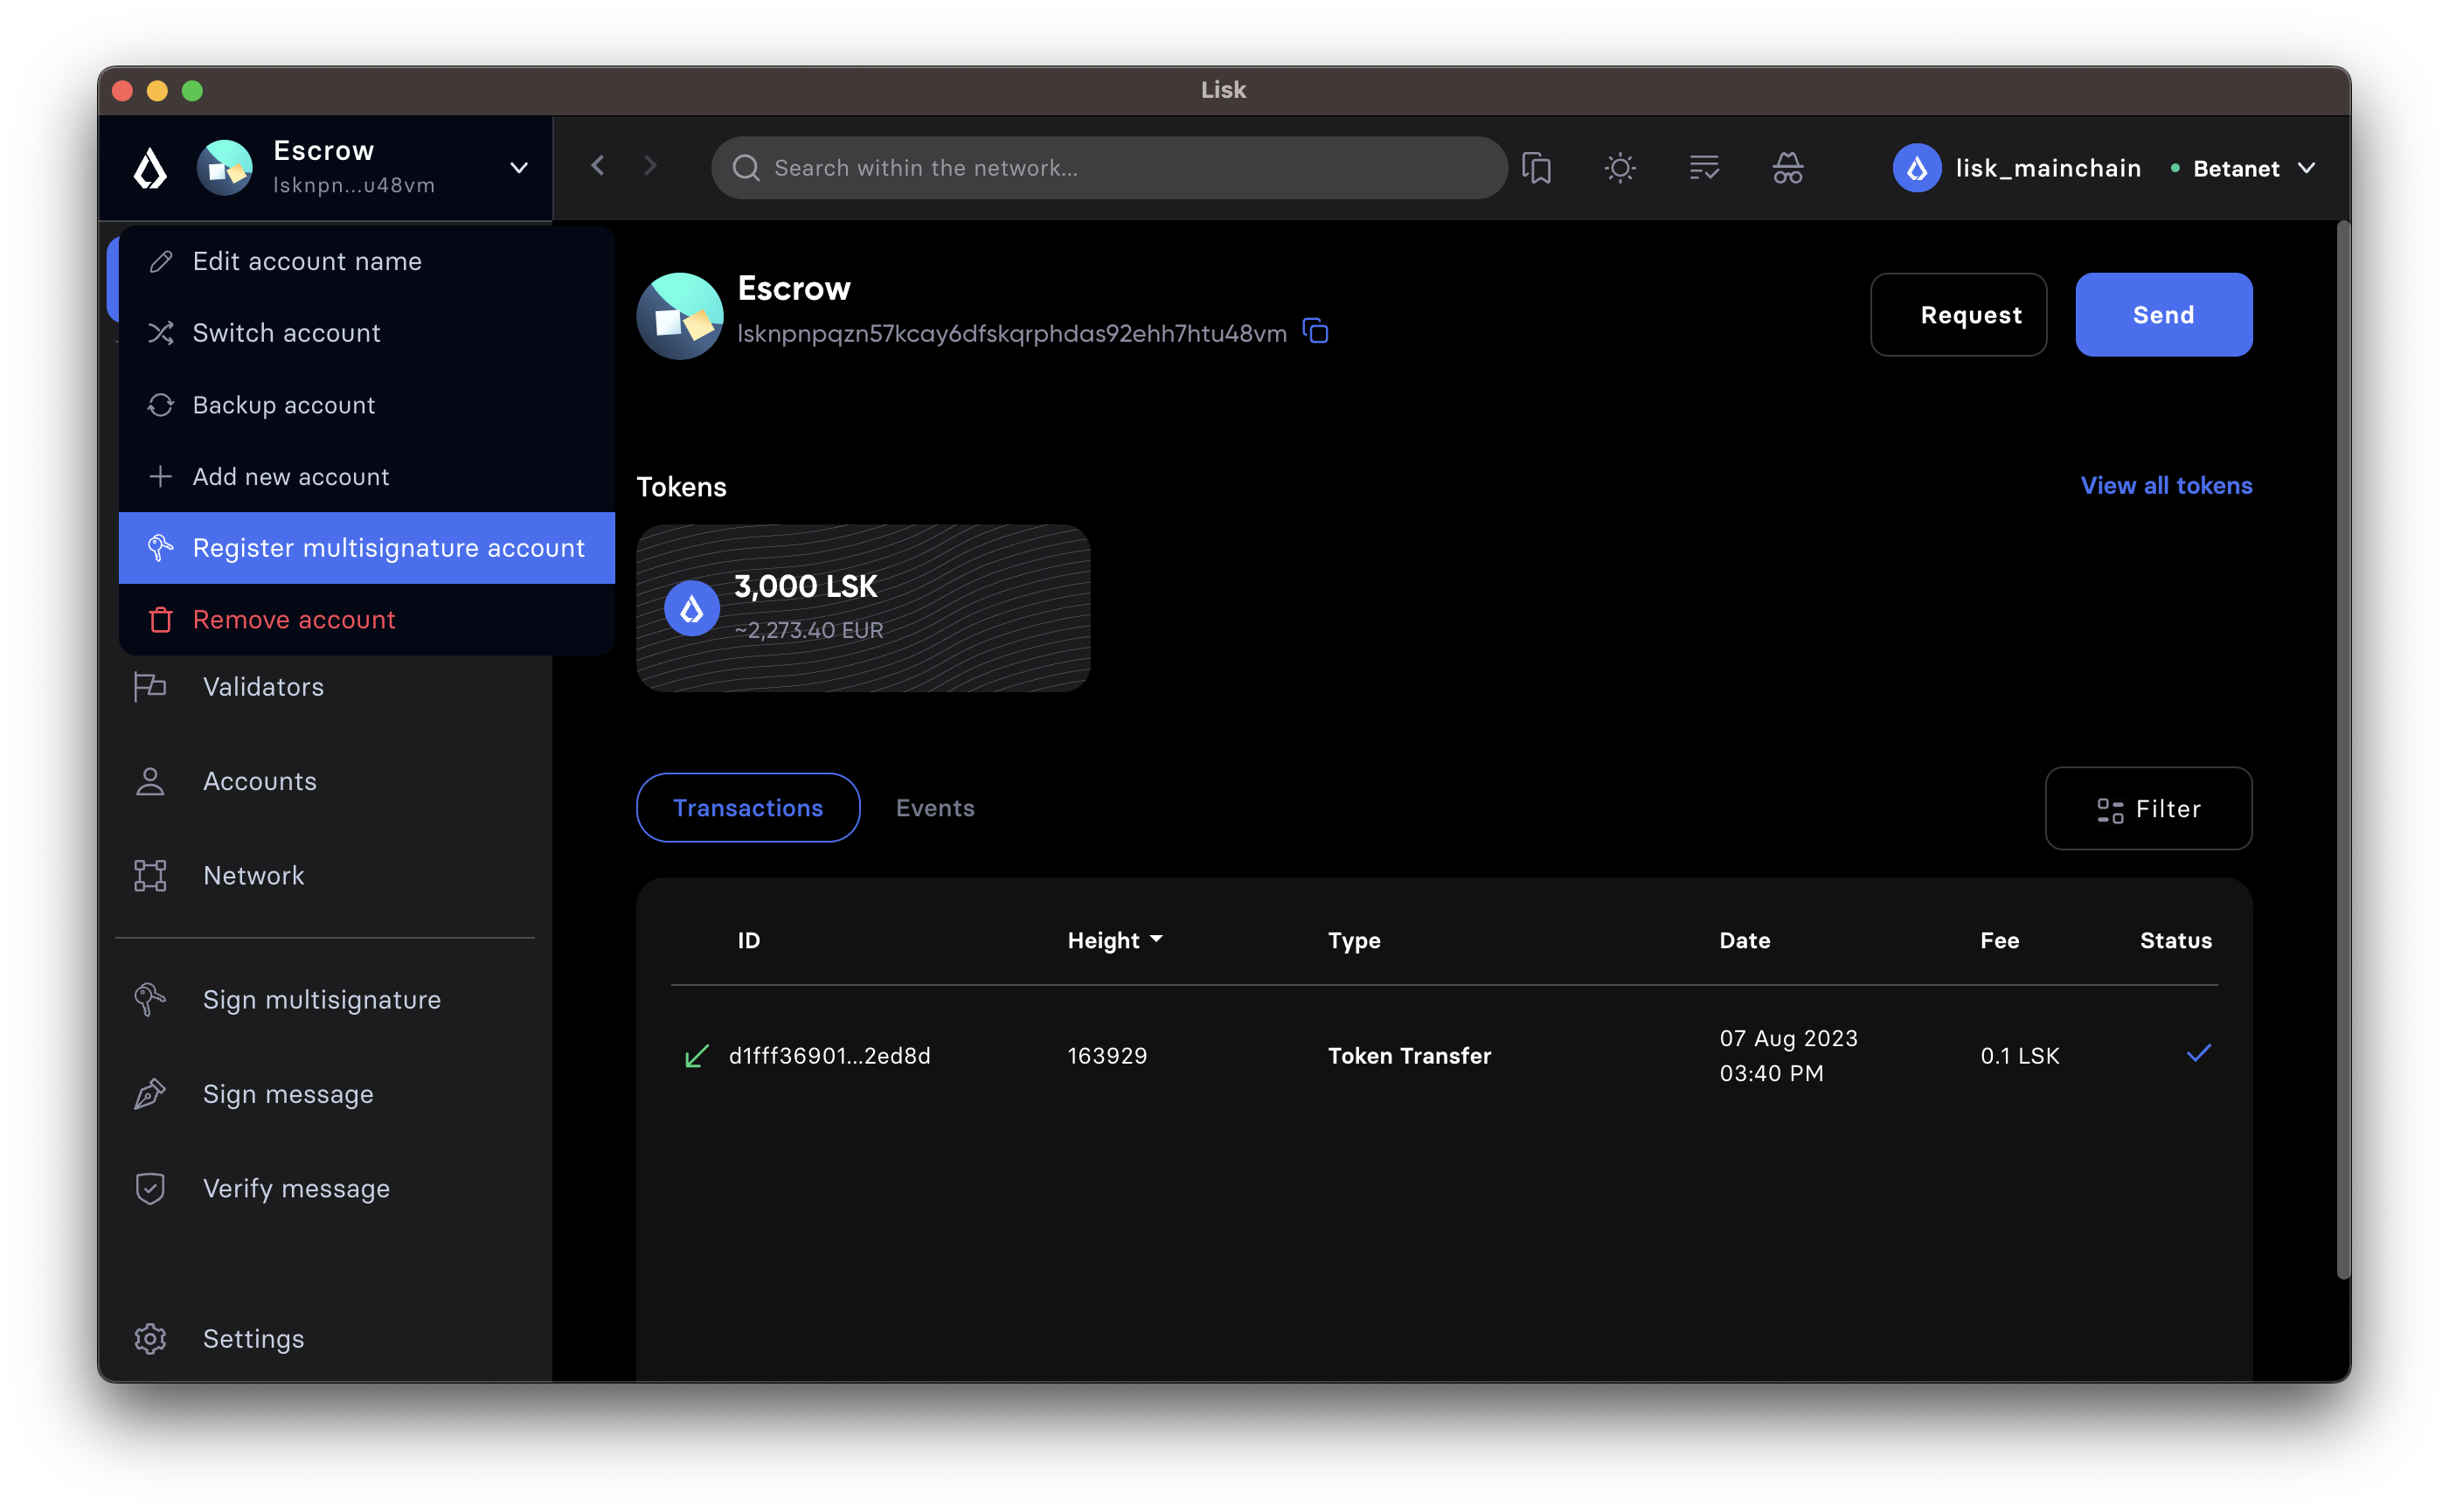 Lisk
Escrow
lsknpn...u48vm
Search within the network...
lisk_mainchain
Betanet
Edit account name
Switch account
Backup account
Add new account
Register multisignature account
Remove account
Validators
Accounts
Network
Sign multisignature
Sign message
Verify message
Settings
Escrow
lsknpnpqzn57kcay6dfskqrphdas92ehh7htu48vm
Request
Send
Tokens
View all tokens
3,000 LSK
~2,273.40 EUR
Transactions
Events
Filter
ID Height Type Date Fee Status
d1fff36901...2ed8d 163929 Token Transfer 07 Aug 2023 0.1 LSK
03:40 PM